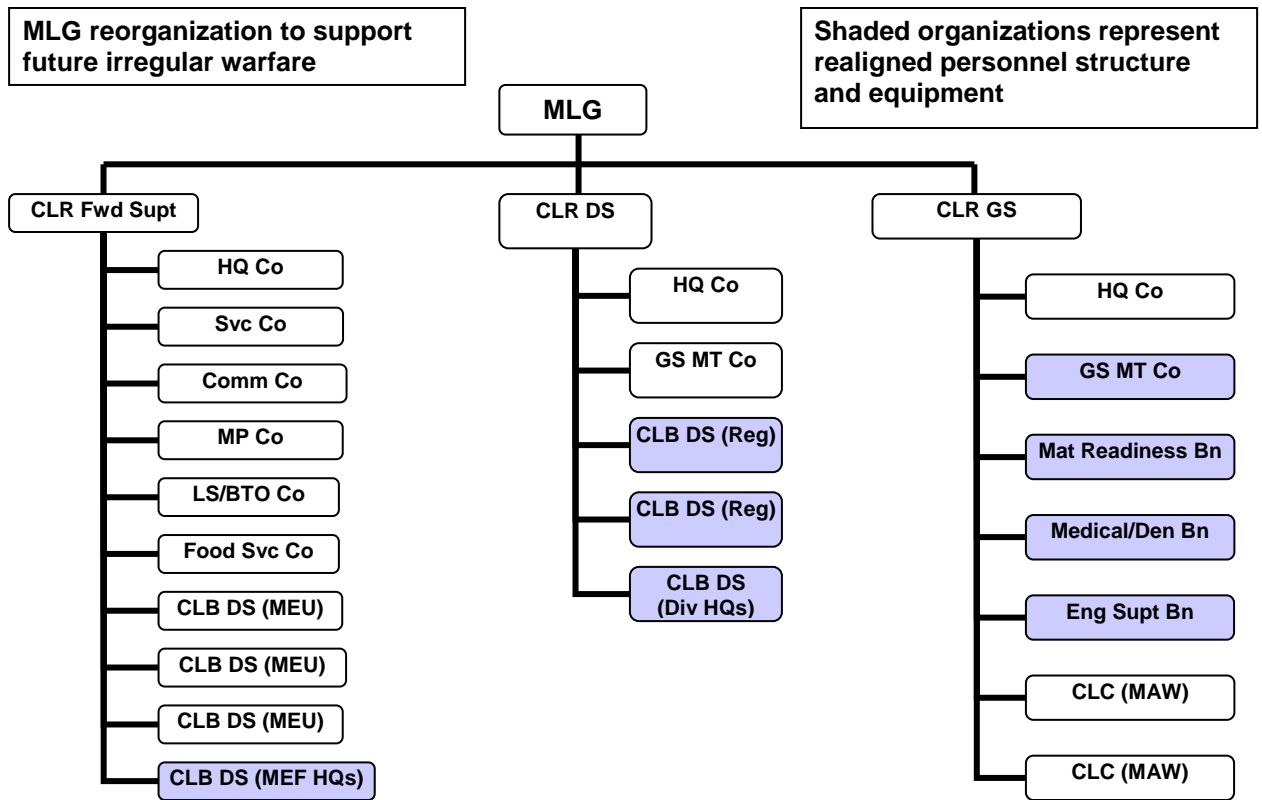 MLG reorganization to support
future irregular warfare
Shaded organizations represent
realigned personnel structure
and equipment
MLG
CLR Fwd Supt
HQ Co
Svc Co
Comm Co
MP Co
LS/BTO Co
Food Svc Co
CLB DS (MEU)
CLB DS (MEU)
CLB DS (MEU)
CLB DS (MEF HQs)
CLR DS
HQ Co
GS MT Co
CLB DS (Reg)
CLB DS (Reg)
CLB DS
(Div HQs)
CLR GS
HQ Co
GS MT Co
Mat Readiness Bn
Medical/Den Bn
Eng Supt Bn
CLC (MAW)
CLC (MAW)